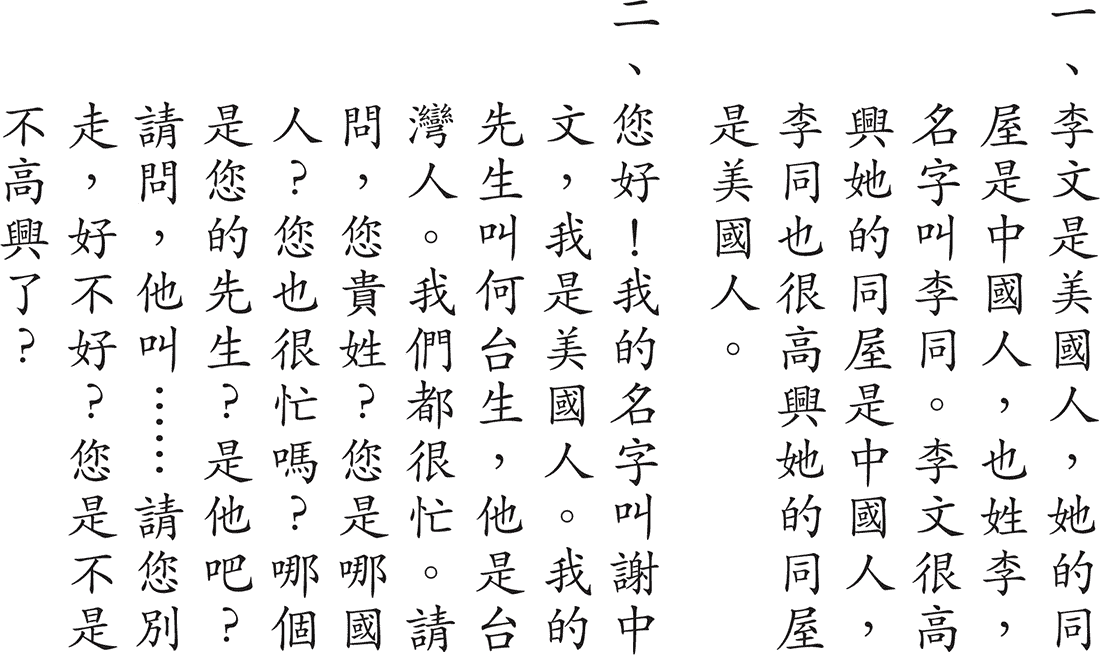 一、李文是美國人，她的同
屋是中國人，也姓李，
名字叫李同。李文很高
興她的同屋是中國人，
李同也很高興她的同屋
是美國人。
二、您好！我的名字叫謝中
文，我是美國人。我的
先生叫何台生，他是台
灣人。我們都很忙。請
問，您貴姓？您是哪國
人？您也很忙嗎？哪個
是您的先生？是他吧？
請問，他叫……請您別
走，好不好？您是不是
不高興了？